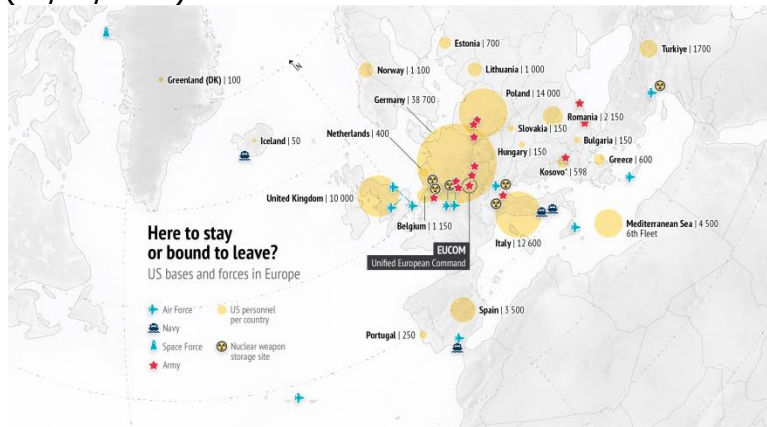 Estonia | 700
Turkiye | 1700
Norway | 1 100
Lithuania | 1 000
Greenland (DK) | 100
Poland | 14 000
Germany | 38 700
Romania | 2 150
Slovakia | 150
Netherlands | 400
Iceland | 50
Bulgaria | 150
Hungary | 150
Greece | 600
Kosovo* | 598
United Kingdom | 10 000
Belgium | 1 150
Mediterranean Sea | 4 500
6th Fleet
Italy | 12 600
EUCOM
Unified European Command
Here to stay
or bound to leave?
US bases and forces in Europe
Air Force
US personnel
per country
Navy
Space Force
Nuclear weapon
storage site
Army
Spain | 3 500
Portugal | 250
N